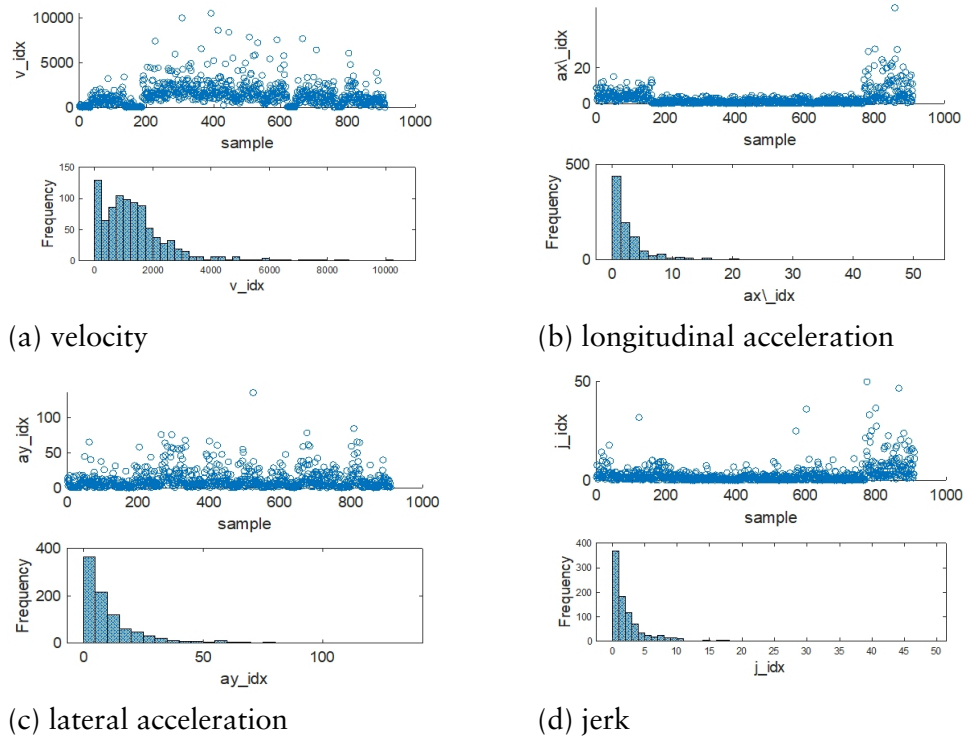 10000
5000
0
v_idx
0 200 400 600 800 1000
sample
150
100
50
0
Frequency
0 2000 4000 6000 8000 10000
v_idx
(a) velocity
30
15
0
ax\_idx
0 200 400 600 800 1000
sample
500
0
Frequency
0 10 20 30 40 50
ax\_idx
(b) longitudinal acceleration
100
50
0
ay_idx
0 200 400 600 800 1000
sample
400
200
0
Frequency
0 50 100
ay_idx
(c) lateral acceleration
50
0
j_idx
0 200 400 600 800 1000
sample
400
300
200
100
0
Frequency
0 5 10 15 20 25 30 35 40 45 50
j_idx
(d) jerk